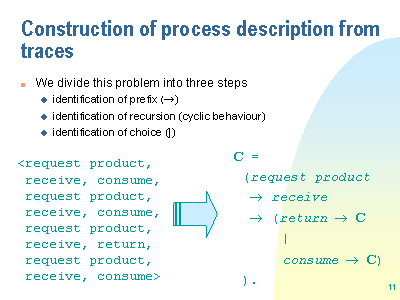 Construction of process description from
traces
We divide this problem into three steps
identification of prefix (→)
identification of recursion (cyclic behaviour)
identification of choice (|)
<request product,
receive, consume,
request product,
receive, consume,
request product,
receive, return,
request product,
receive, consume>
C =
(request product
→ receive
→ (return → C
|
consume → C)
).
11